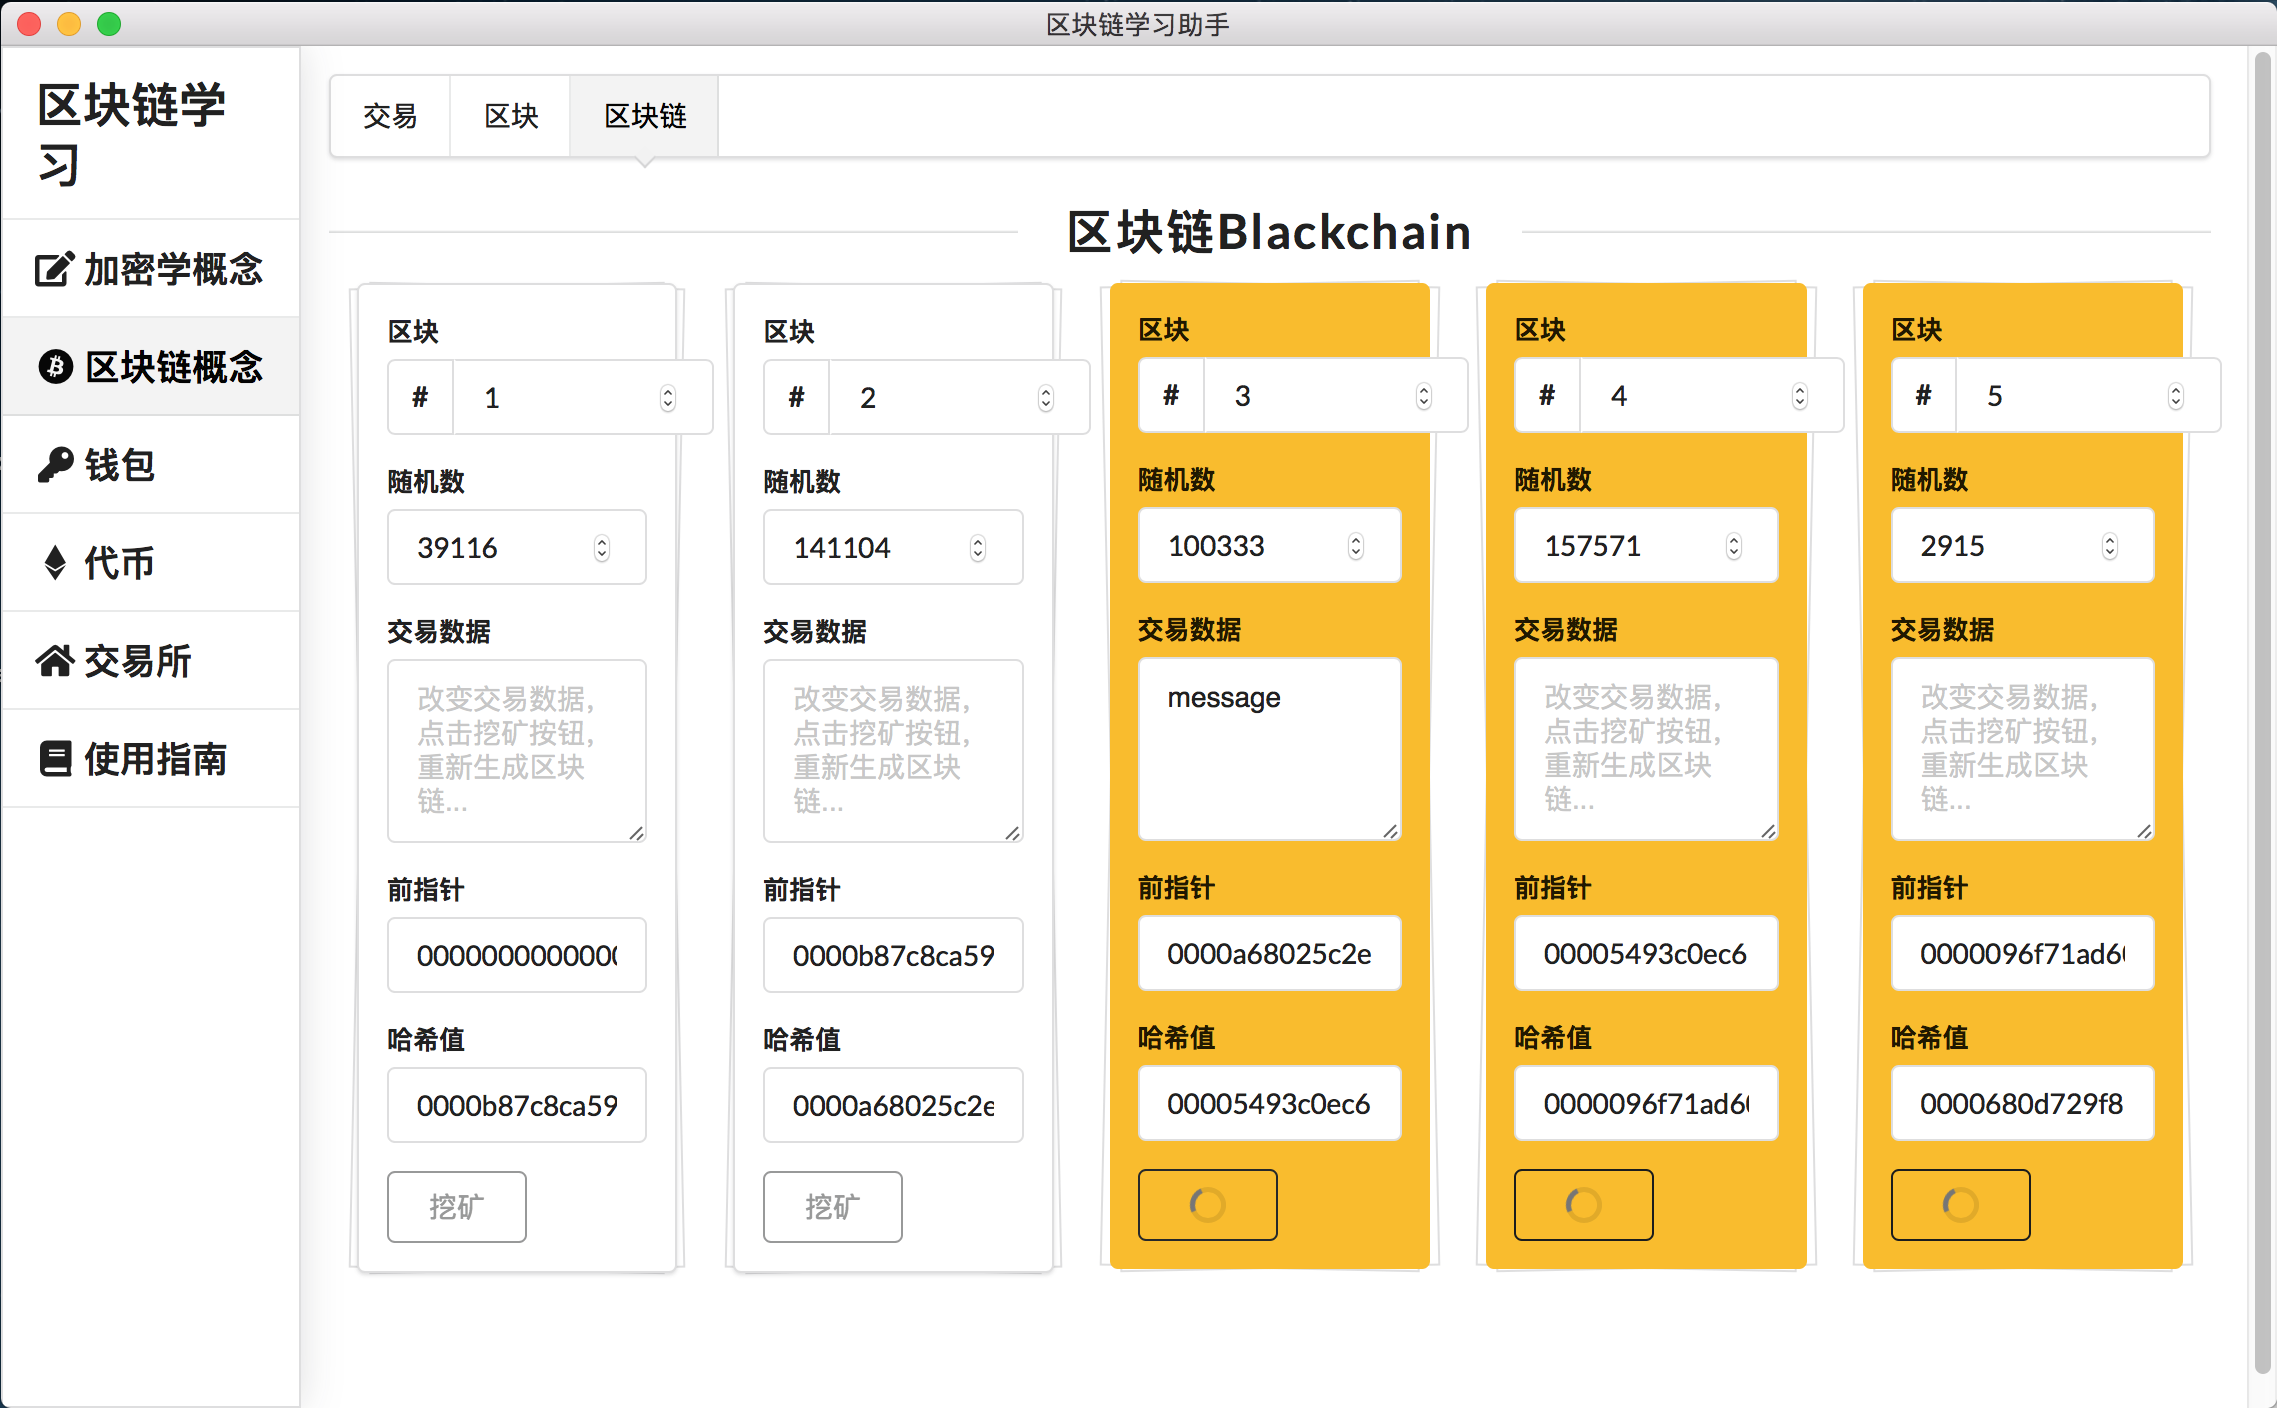 区块链学习助手
区块链学
习
加密学概念
区块链概念
钱包
代币
交易所
使用指南
交易
区块
区块链
区块链Blackchain
区块
# 1
随机数
39116
交易数据
改变交易数据,
点击挖矿按钮,
重新生成区块
链...
前指针
0000000000000
哈希值
0000b87c8ca59
挖矿
区块
# 2
随机数
141104
交易数据
改变交易数据,
点击挖矿按钮,
重新生成区块
链...
前指针
0000b87c8ca59
哈希值
0000a68025c2e
挖矿
区块
# 3
随机数
100333
交易数据
message
前指针
0000a68025c2e
哈希值
00005493c0ec6
区块
# 4
随机数
157571
交易数据
改变交易数据,
点击挖矿按钮,
重新生成区块
链...
前指针
00005493c0ec6
哈希值
0000096f71ad6
区块
# 5
随机数
2915
交易数据
改变交易数据,
点击挖矿按钮,
重新生成区块
链...
前指针
0000096f71ad6
哈希值
0000680d729f8